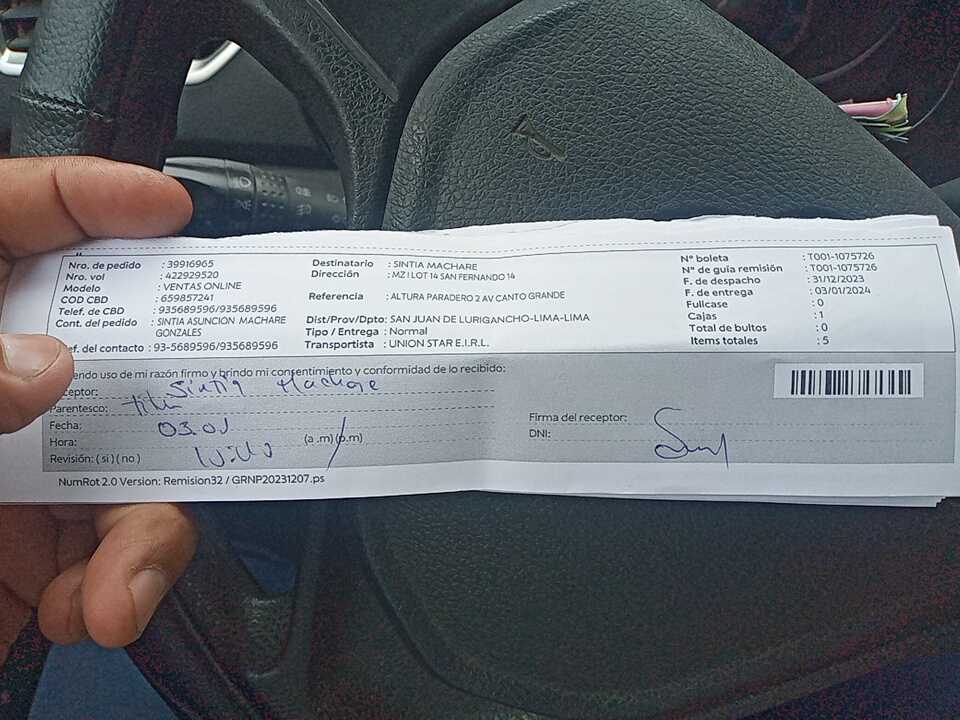 Nro. de pedido : 39916965
Nro. vol : 422929520
Modelo : VENTAS ONLINE
COD CBD : 659857241
Telef. de CBD : 935689596/935689596
Cont. del pedido : SINTIA ASUNCION MACHARE
GONZALES
ef. del contacto : 93-5689596/935689596
Destinatario : SINTIA MACHARE
Dirección : MZ I LOT 14 SAN FERNANDO 14
Referencia : ALTURA PARADERO 2 AV CANTO GRANDE
Dist/Prov/Dpto: SAN JUAN DE LURIGANCHO-LIMA-LIMA
Tipo / Entrega : Normal
Transportista : UNION STAR E.I.R.L.
N° boleta : T001-1075726
N° de guia remisión : T001-1075726
F. de despacho : 31/12/2023
F. de entrega : 03/01/2024
Fullcase : 0
Cajas : 1
Total de bultos : 0
Items totales : 5
endo uso de mi razón firmo y brindo mi consentimiento y conformidad de lo recibido:
eptor: Sintia Machare
Parentesco:
Fecha: 03.01
Hora: (a .m) (p.m)
Revisión: ( si ) ( no )
Firma del receptor:
DNI:
NumRot 2.0 Version: Remision32 / GRNP20231207.ps